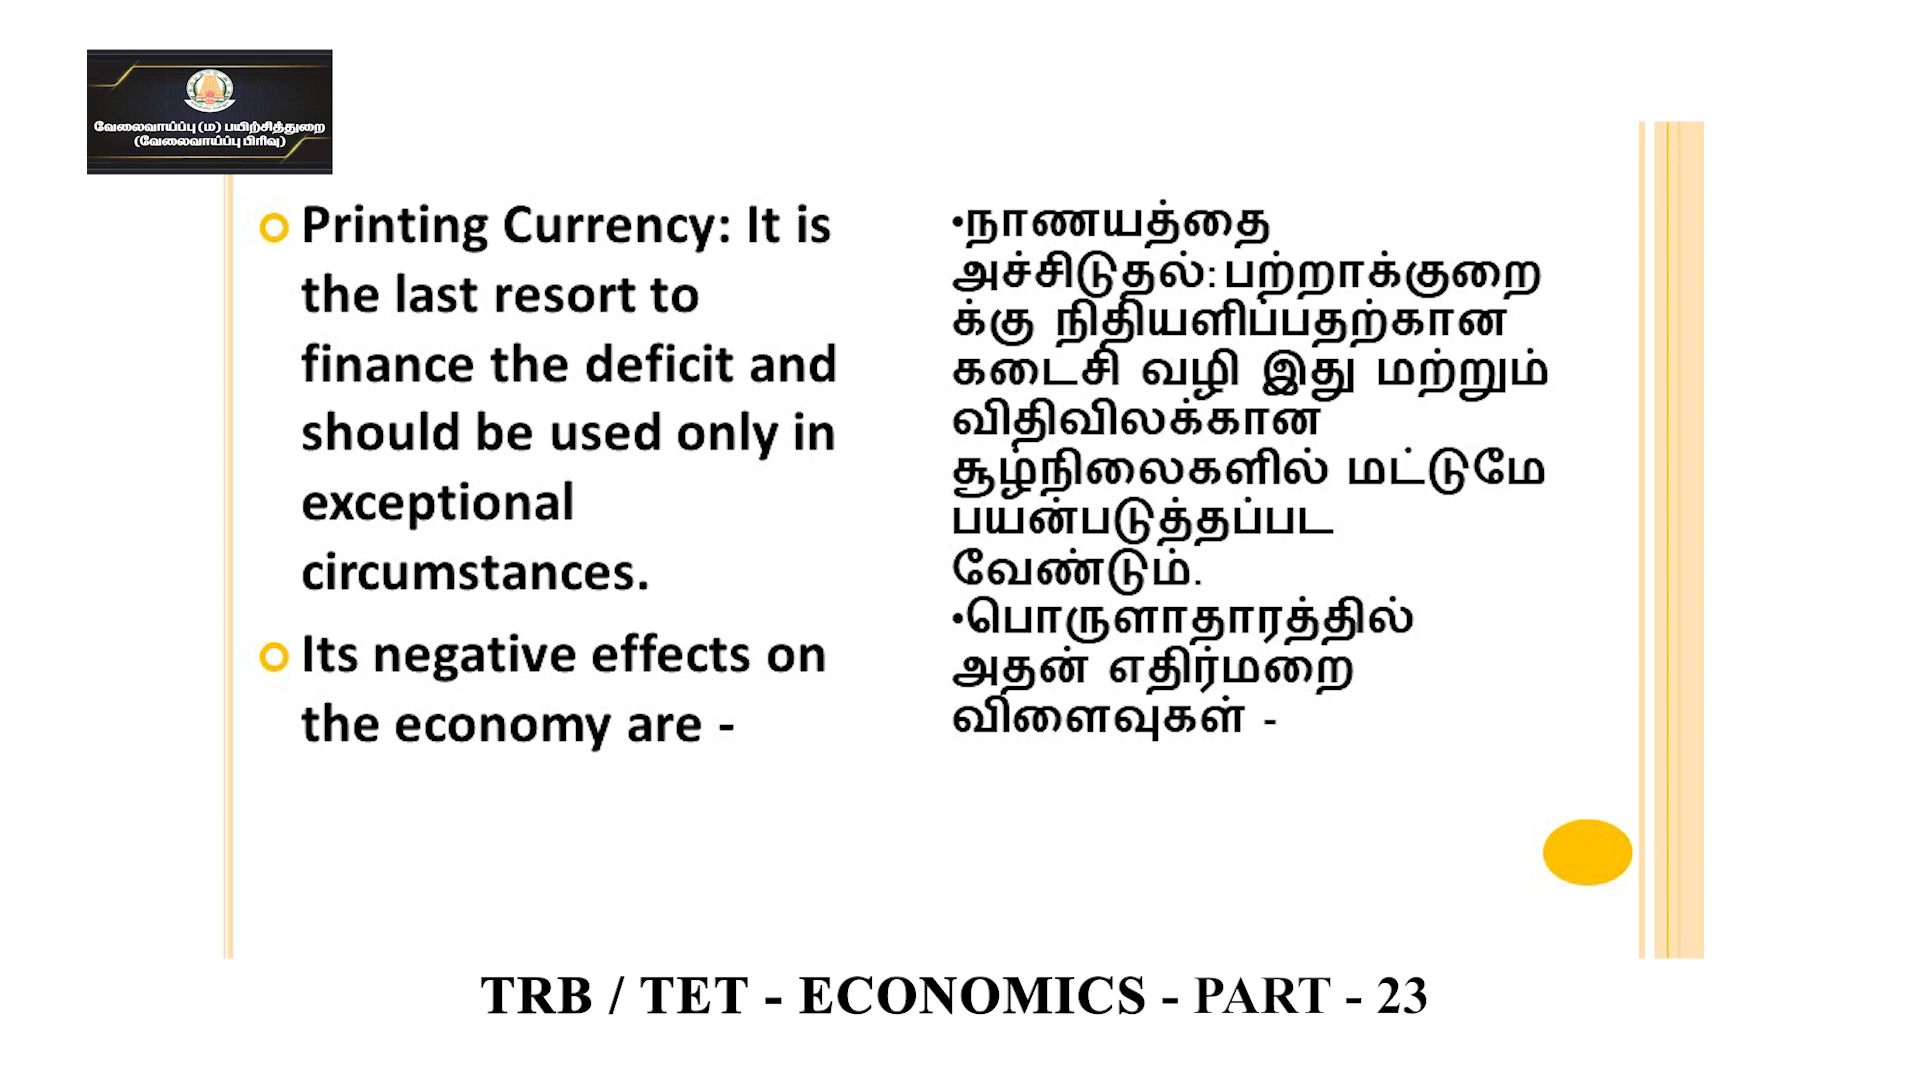 வேலைவாய்ப்பு (ம) பயிற்சித்துறை
(வேலைவாய்ப்பு பிரிவு)
Printing Currency: It is
the last resort to
finance the deficit and
should be used only in
exceptional
circumstances.
Its negative effects on
the economy are -
•நாணயத்தை
அச்சிடுதல்:பற்றாக்குறை
க்கு நிதியளிப்பதற்கான
கடைசி வழி இது மற்றும்
விதிவிலக்கான
சூழ்நிலைகளில் மட்டுமே
பயன்படுத்தப்பட
வேண்டும்.
•பொருளாதாரத்தில்
அதன் எதிர்மறை
விளைவுகள் -
TRB / TET - ECONOMICS - PART - 23